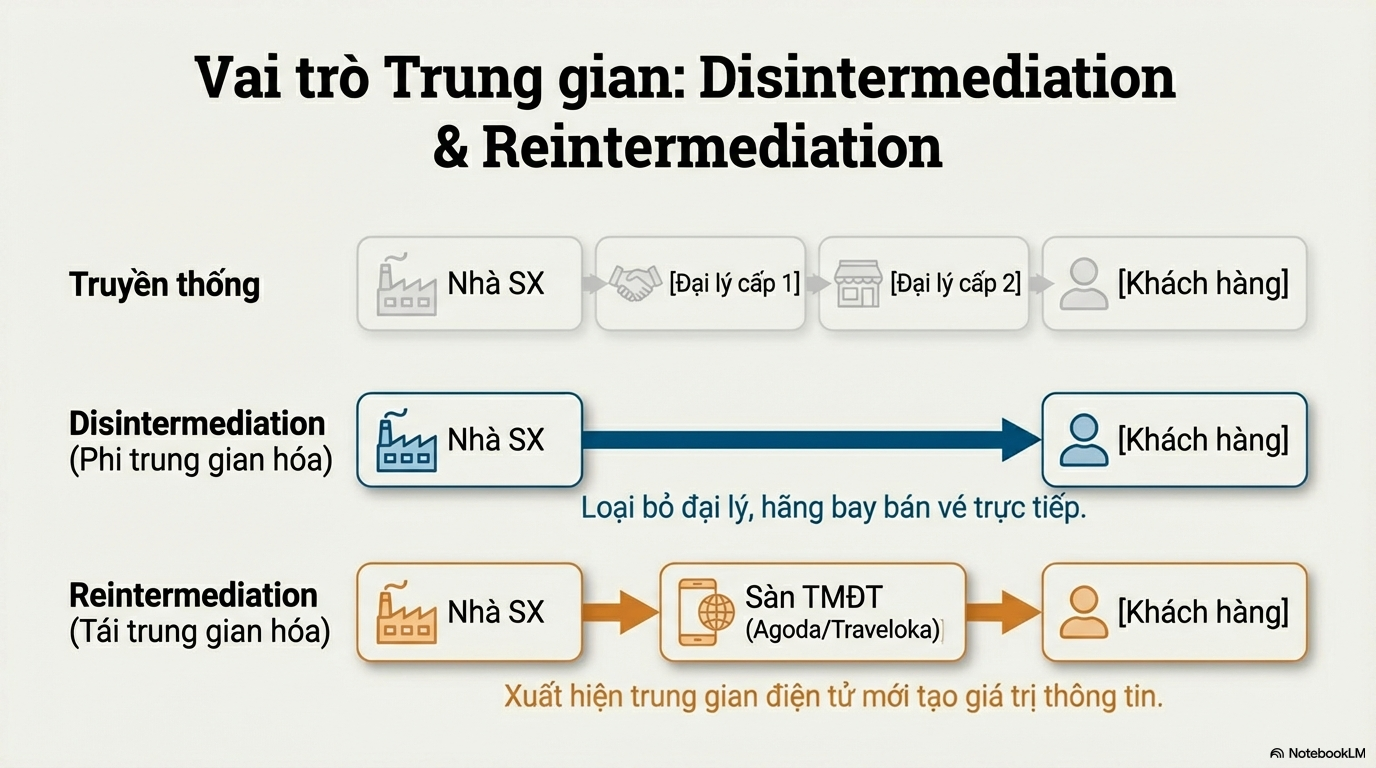 Vai trò Trung gian: Disintermediation
& Reintermediation
Truyền thống
Nhà SX
[Đại lý cấp 1]
[Đại lý cấp 2]
[Khách hàng]
Disintermediation
(Phi trung gian hóa)
Nhà SX
[Khách hàng]
Loại bỏ đại lý, hãng bay bán vé trực tiếp.
Reintermediation
(Tái trung gian hóa)
Nhà SX
Sàn TMĐT
(Agoda/Traveloka)
[Khách hàng]
Xuất hiện trung gian điện tử mới tạo giá trị thông tin.
NotebookLM